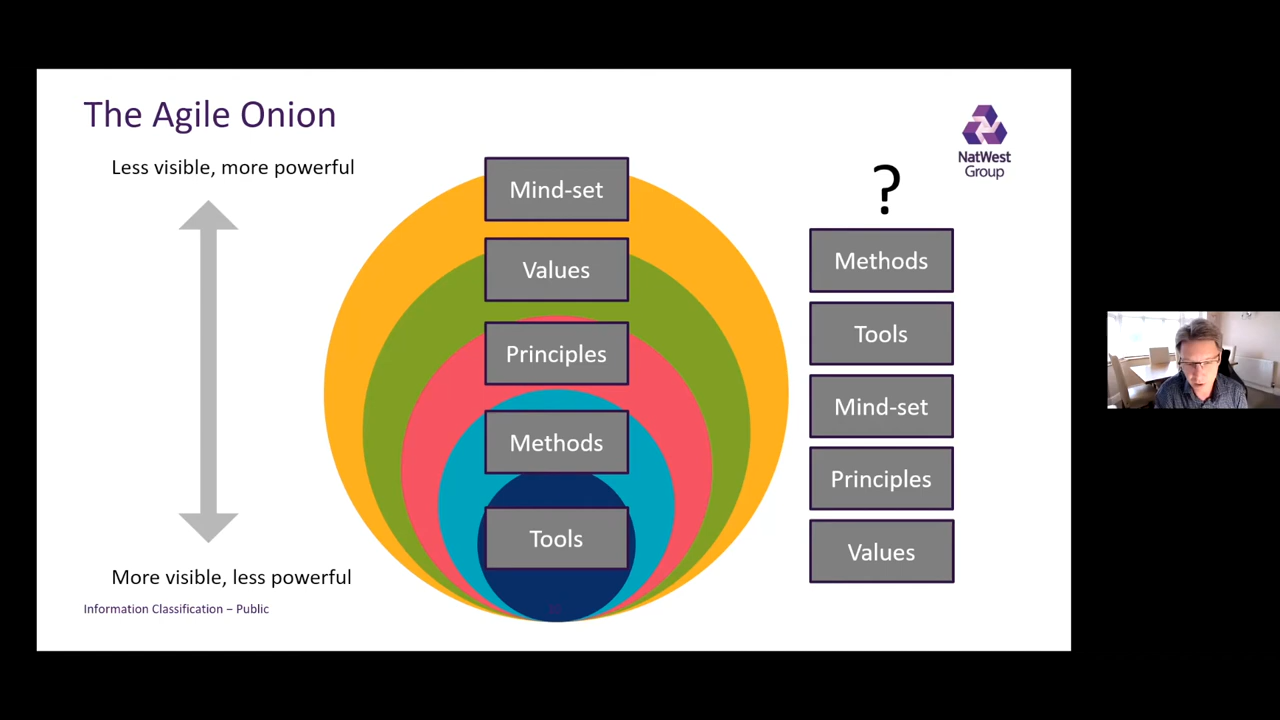 The Agile Onion
Less visible, more powerful
NatWest
Group
Mind-set
Values
Principles
Methods
Tools
?
Methods
Tools
Mind-set
Principles
Values
More visible, less powerful
Information Classification – Public